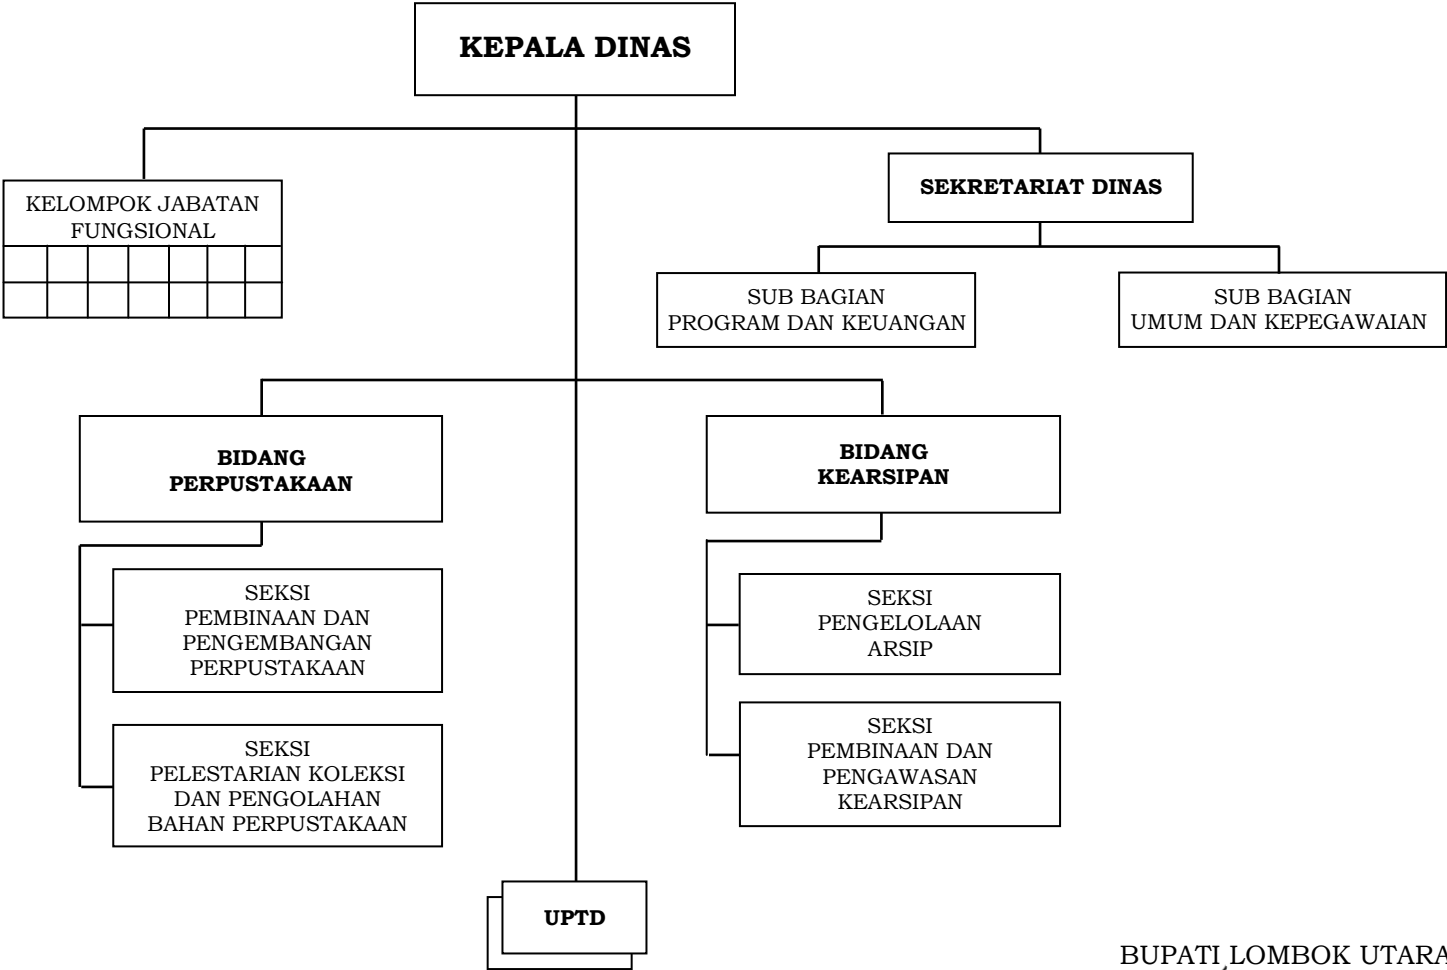 KEPALA DINAS
SEKRETARIAT DINAS
KELOMPOK JABATAN
FUNGSIONAL
SUB BAGIAN
PROGRAM DAN KEUANGAN
SUB BAGIAN
UMUM DAN KEPEGAWAIAN
BIDANG
PERPUSTAKAAN
BIDANG
KEARSIPAN
SEKSI
PEMBINAAN DAN
PENGEMBANGAN
PERPUSTAKAAN
SEKSI
PENGELOLAAN
ARSIP
SEKSI
PELESTARIAN KOLEKSI
DAN PENGOLAHAN
BAHAN PERPUSTAKAAN
SEKSI
PEMBINAAN DAN
PENGAWASAN
KEARSIPAN
UPTD
BUPATI LOMBOK UTARA